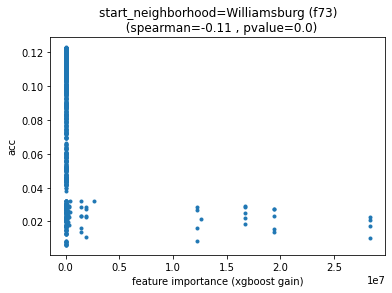 start_neighborhood=Williamsburg (f73)
(spearman=-0.11 , pvalue=0.0)
acc
0.12
0.10
0.08
0.06
0.04
0.02
0.0 0.5 1.0 1.5 2.0 2.5
1e7
feature importance (xgboost gain)